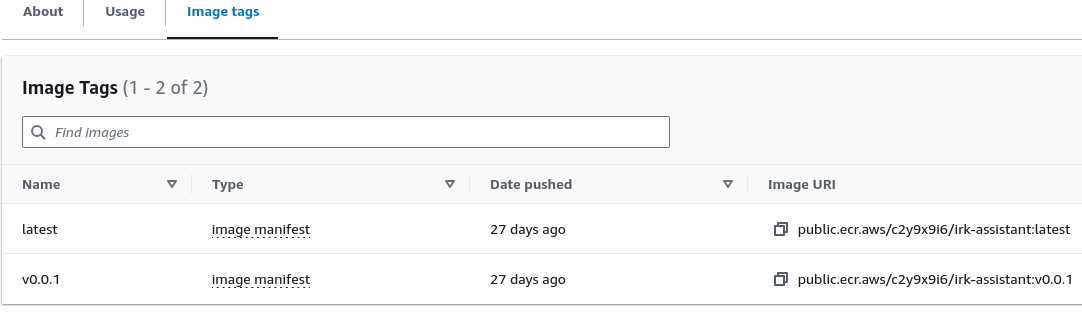 About Usage Image tags
Image Tags (1 - 2 of 2)
Find images
Name Type Date pushed Image URI
latest image manifest 27 days ago public.ecr.aws/c2y9x9i6/irk-assistant:latest
v0.0.1 image manifest 27 days ago public.ecr.aws/c2y9x9i6/irk-assistant:v0.0.1